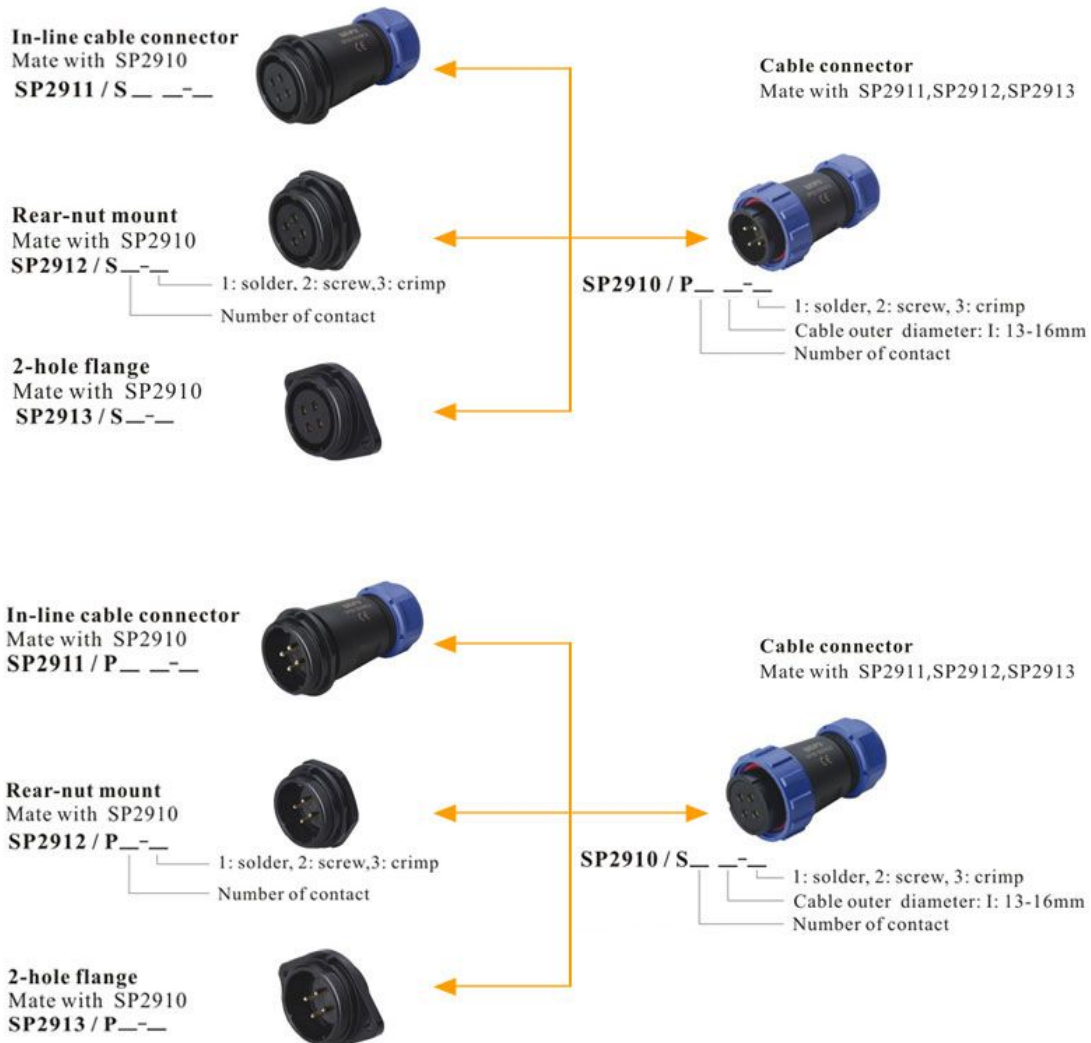 In-line cable connector
Mate with SP2910
SP2911 / S__ __-__
Cable connector
Mate with SP2911,SP2912,SP2913
Rear-nut mount
Mate with SP2910
SP2912 / S__-__
1: solder, 2: screw,3: crimp
Number of contact
SP2910 / P__ __-__
1: solder, 2: screw, 3: crimp
Cable outer diameter: I: 13-16mm
Number of contact
2-hole flange
Mate with SP2910
SP2913 / S__-__
In-line cable connector
Mate with SP2910
SP2911 / P__ __-__
Cable connector
Mate with SP2911,SP2912,SP2913
Rear-nut mount
Mate with SP2910
SP2912 / P__-__
1: solder, 2: screw,3: crimp
Number of contact
SP2910 / S__ __-__
1: solder, 2: screw, 3: crimp
Cable outer diameter: I: 13-16mm
Number of contact
2-hole flange
Mate with SP2910
SP2913 / P__-__